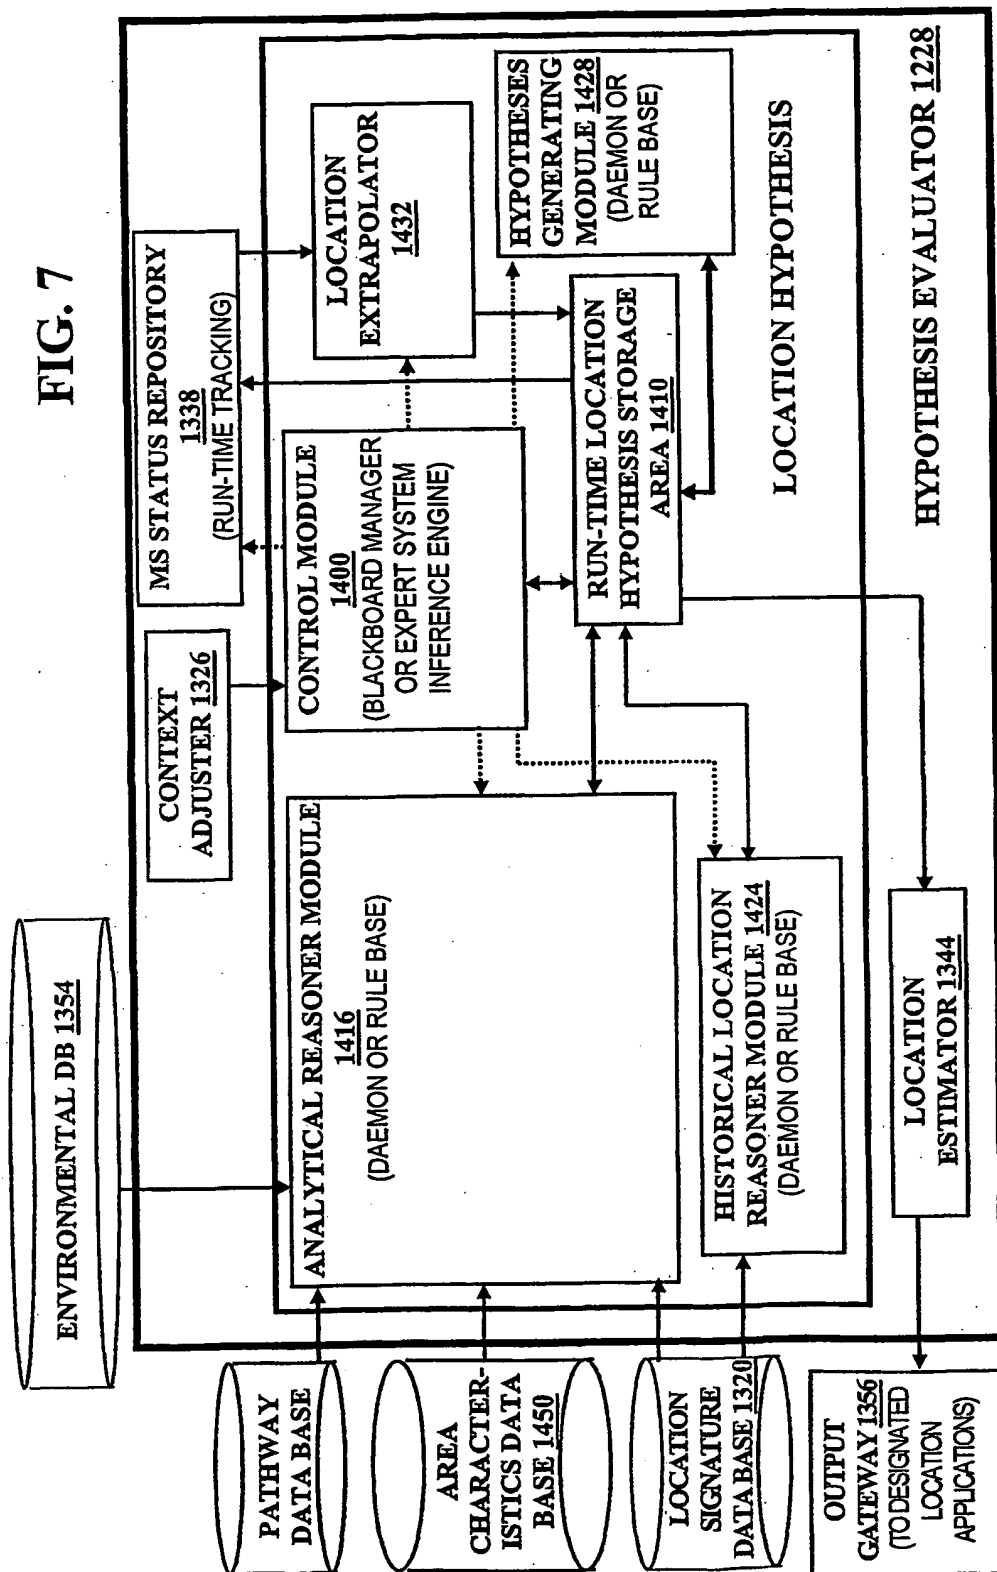 FIG. 7
ENVIRONMENTAL DB 1354
CONTEXT
ADJUSTER 1326
MS STATUS REPOSITORY
1338
(RUN-TIME TRACKING)
PATHWAY
DATA BASE
AREA
CHARACTER-
ISTICS DATA
BASE 1450
LOCATION
SIGNATURE
DATABASE 1320
OUTPUT
GATEWAY 1356
(TO DESIGNATED
LOCATION
APPLICATIONS)
ANALYTICAL REASONER MODULE
1416
(DAEMON OR RULE BASE)
CONTROL MODULE
1400
(BLACKBOARD MANAGER
OR EXPERT SYSTEM
INFERENCE ENGINE)
LOCATION
EXTRAPOLATOR
1432
HYPOTHESES
GENERATING
MODULE 1428
(DAEMON OR
RULE BASE)
RUN-TIME LOCATION
HYPOTHESIS STORAGE
AREA 1410
HISTORICAL LOCATION
REASONER MODULE 1424
(DAEMON OR RULE BASE)
LOCATION HYPOTHESIS
LOCATION
ESTIMATOR 1344
HYPOTHESIS EVALUATOR 1228